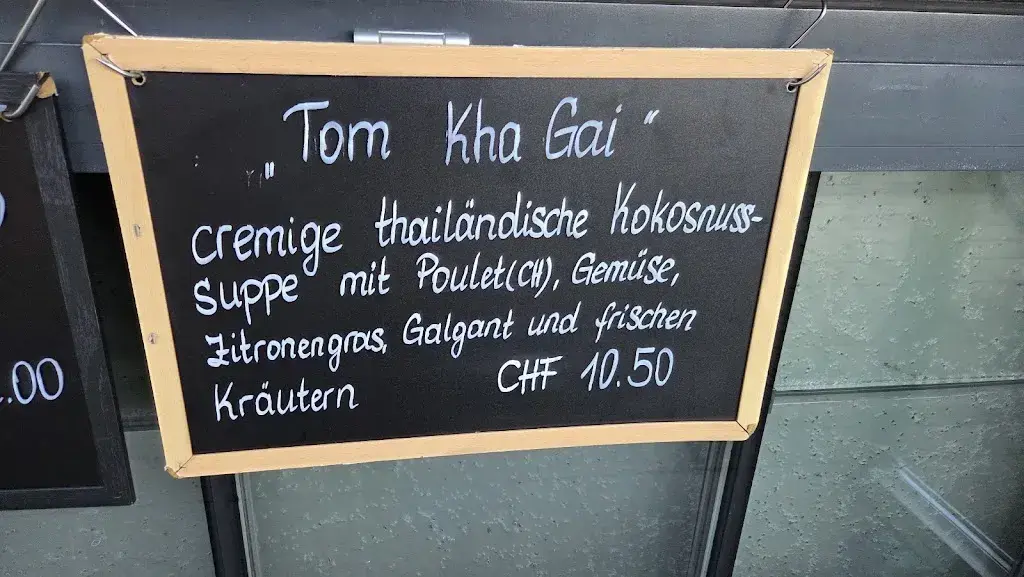 „Tom Kha Gai“
cremige thailändische Kokosnuss-
suppe mit Poulet(CH), Gemüse,
Zitronengras, Galgant und frischen
Kräutern CHF 10.50
.00